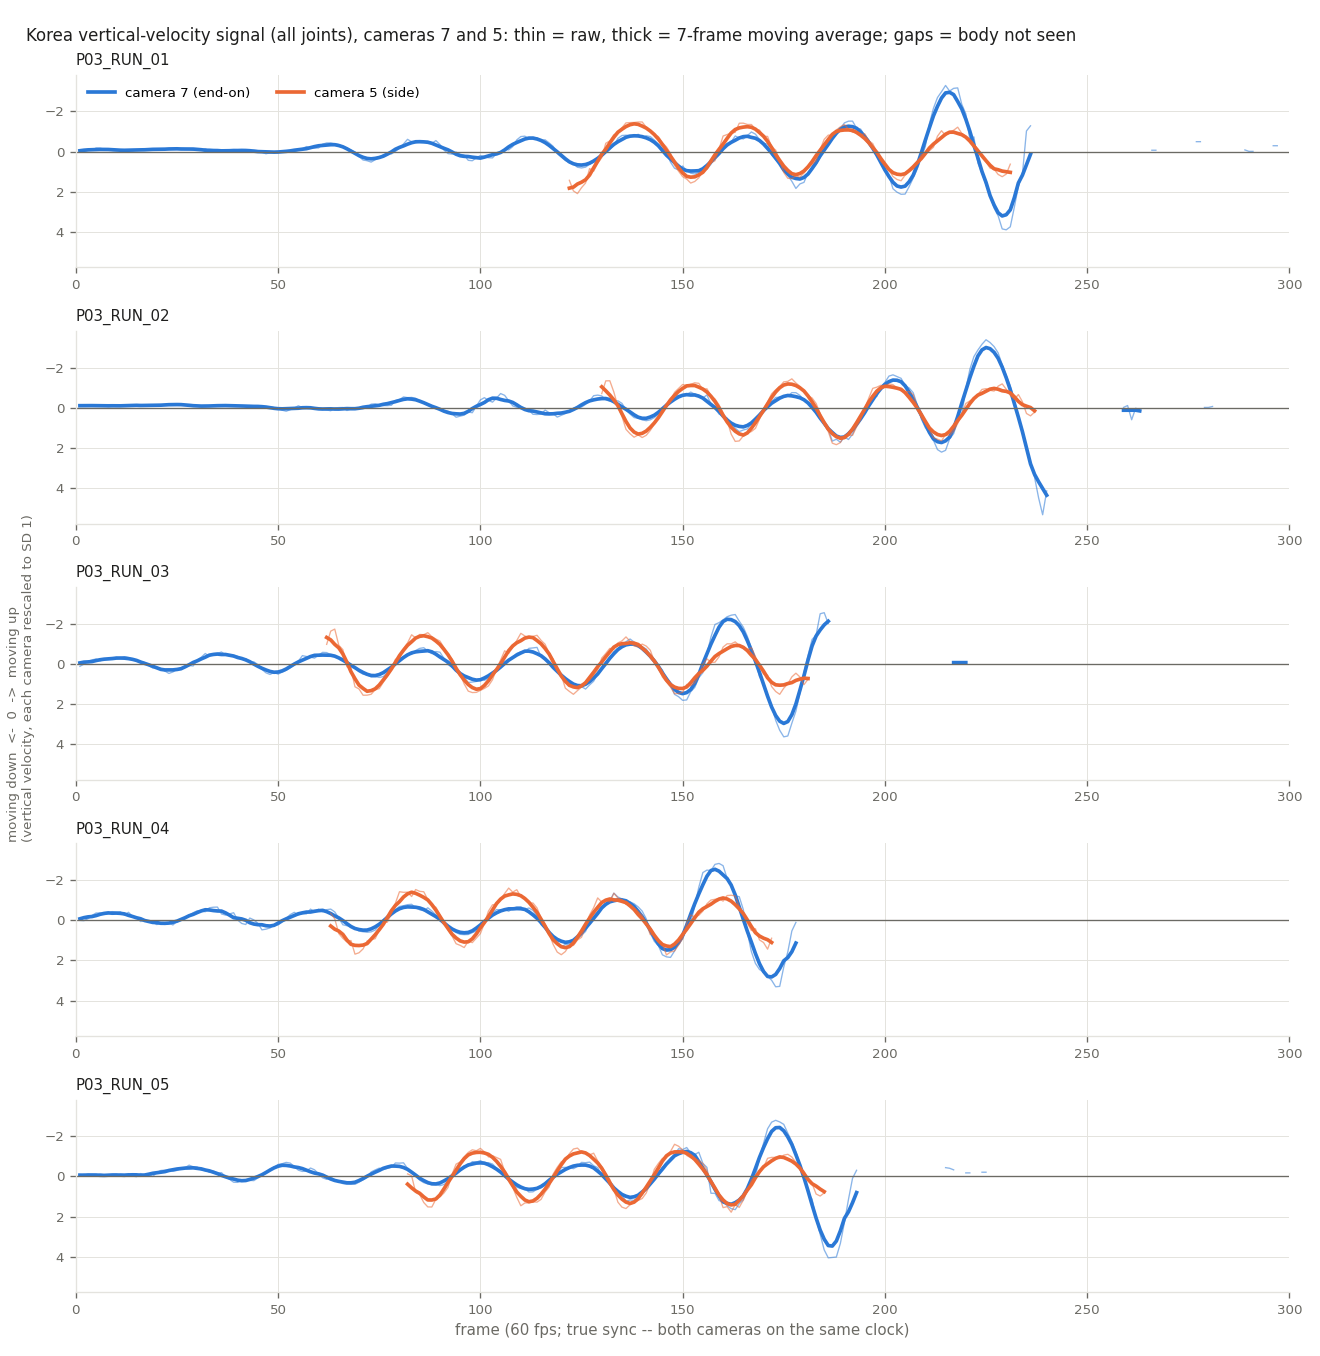 Korea vertical-velocity signal (all joints), cameras 7 and 5: thin = raw, thick = 7-frame moving average; gaps = body not seen
P03_RUN_01
camera 7 (end-on) camera 5 (side)
−2
0
2
4
0 50 100 150 200 250 300
P03_RUN_02
−2
0
2
4
0 50 100 150 200 250 300
P03_RUN_03
−2
0
2
4
0 50 100 150 200 250 300
P03_RUN_04
−2
0
2
4
0 50 100 150 200 250 300
P03_RUN_05
−2
0
2
4
0 50 100 150 200 250 300
moving down <- 0 -> moving up
(vertical velocity, each camera rescaled to SD 1)
frame (60 fps; true sync -- both cameras on the same clock)